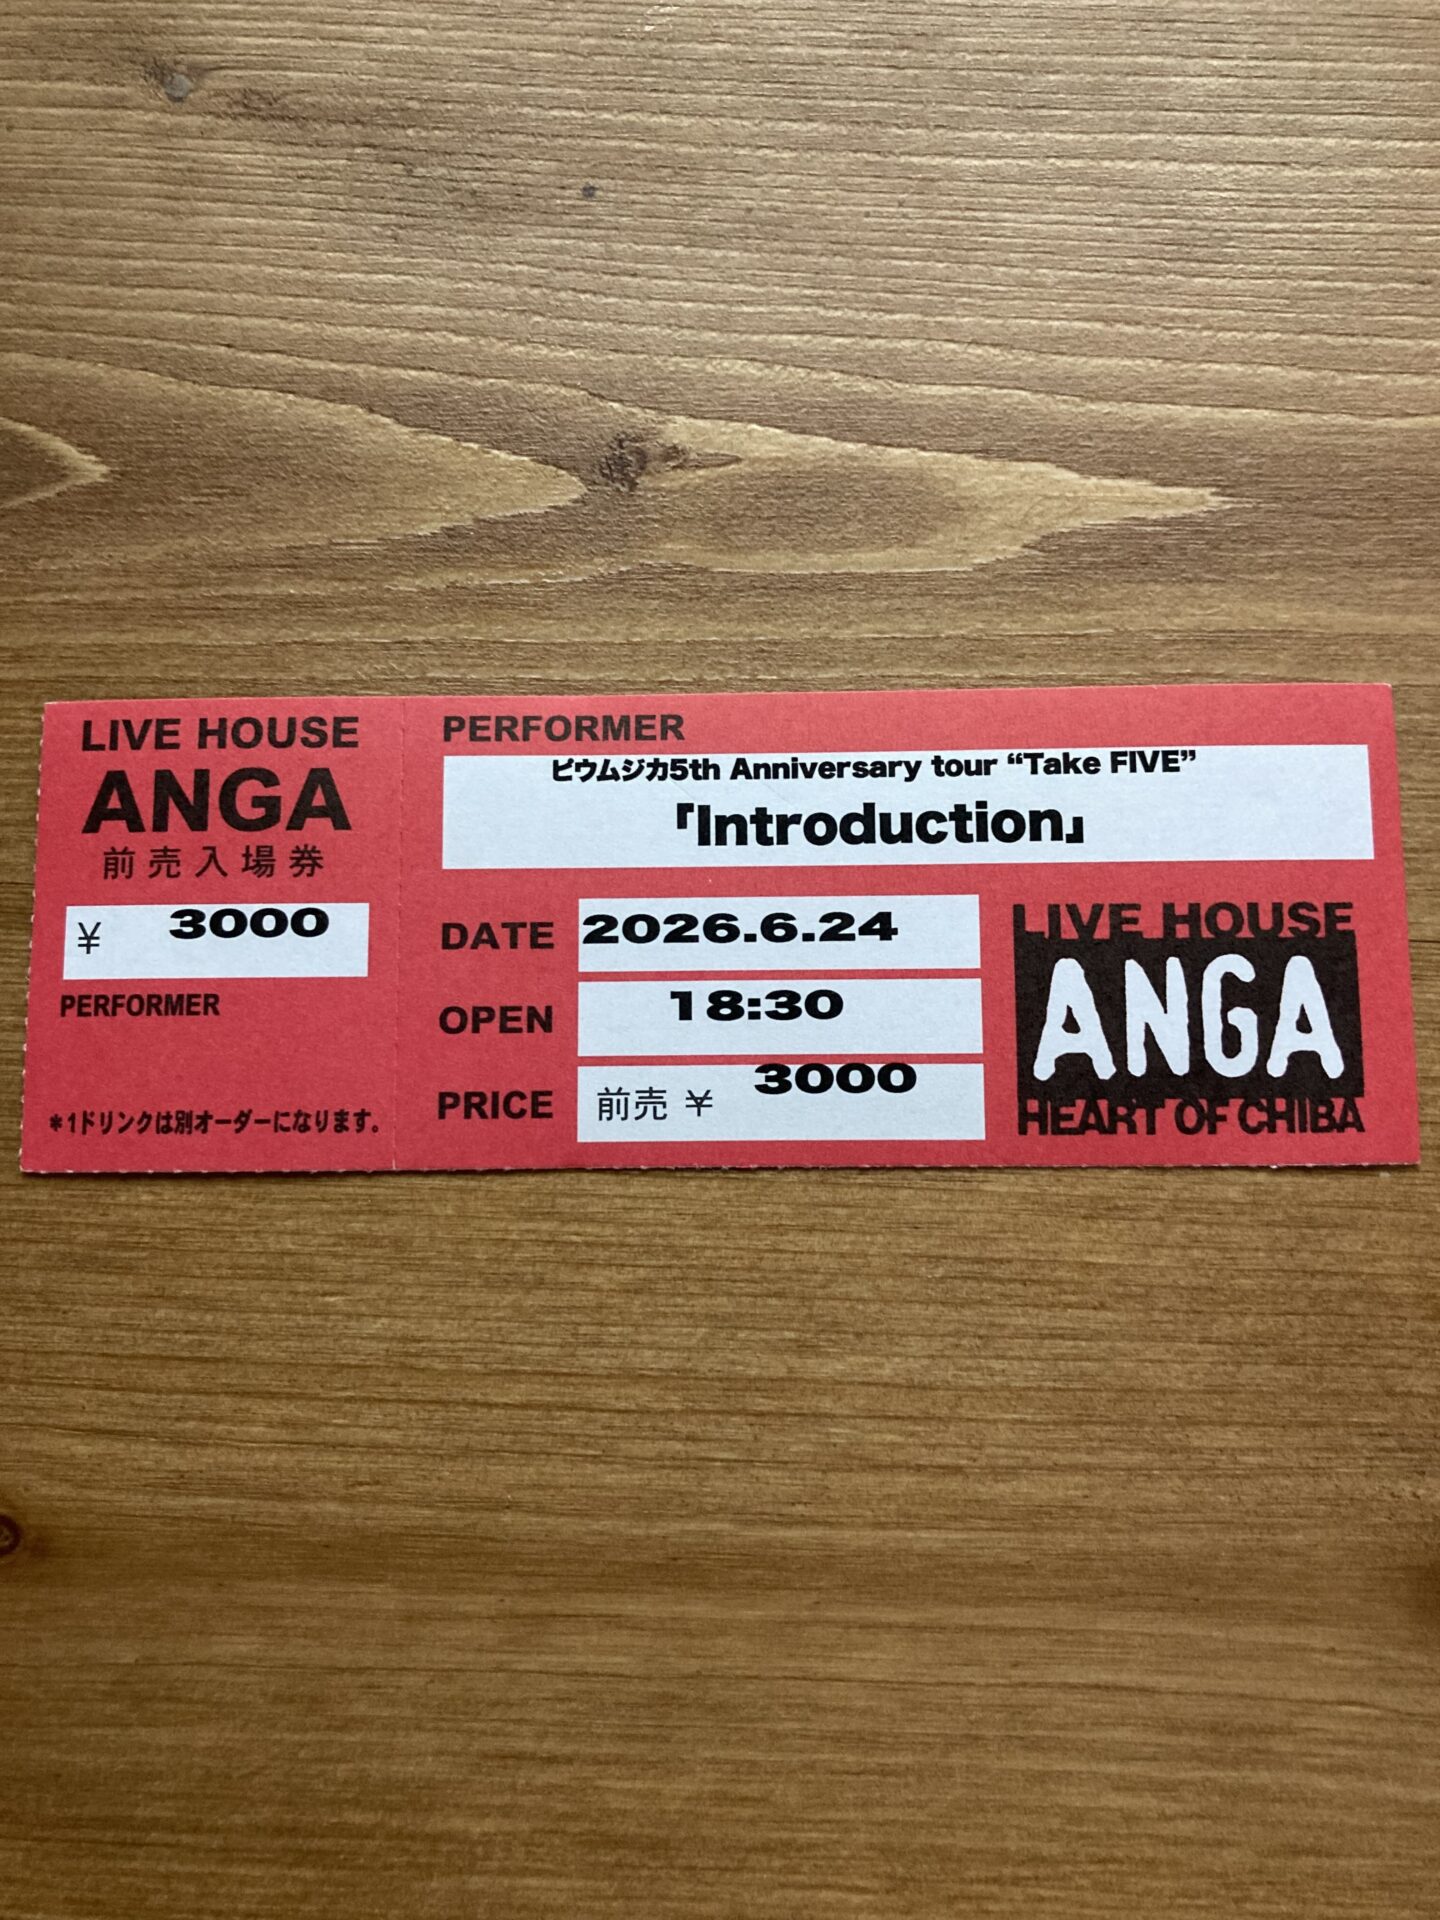 LIVE HOUSE
ANGA
前売入場券
¥ 3000
PERFORMER
*1ドリンクは別オーダーになります。
PERFORMER
ピウムジカ5th Anniversary tour “Take FIVE”
「Introduction」
DATE 2026.6.24
OPEN 18:30
PRICE 前売 ¥ 3000
LIVE HOUSE
ANGA
HEART OF CHIBA